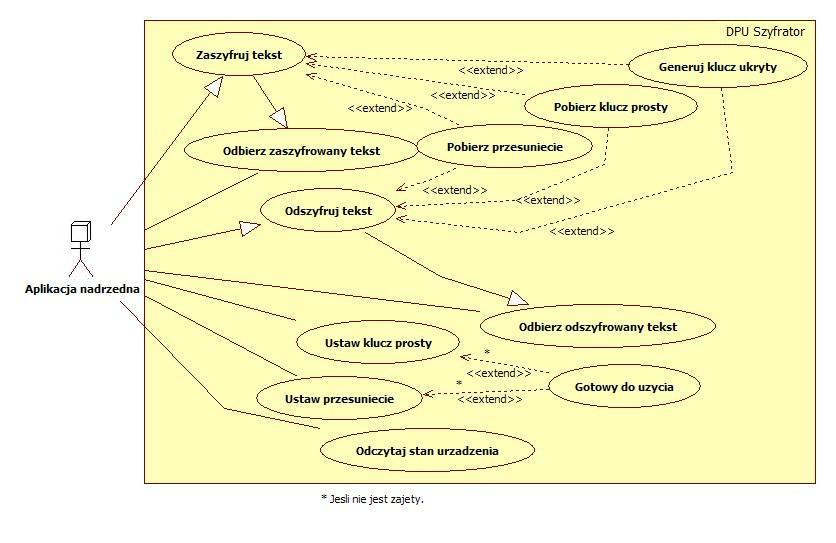 DPU Szyfrator
Zaszyfruj tekst
<<extend>>
Generuj klucz ukryty
<<extend>>
Pobierz klucz prosty
<<extend>>
Odbierz zaszyfrowany tekst
Pobierz przesuniecie
<<extend>>
Odszyfruj tekst
<<extend>>
<<extend>>
Aplikacja nadrzedna
Odbierz odszyfrowany tekst
Ustaw klucz prosty
*
<<extend>>
Gotowy do uzycia
*
Ustaw przesuniecie
<<extend>>
Odczytaj stan urzadzenia
* Jesli nie jest zajety.